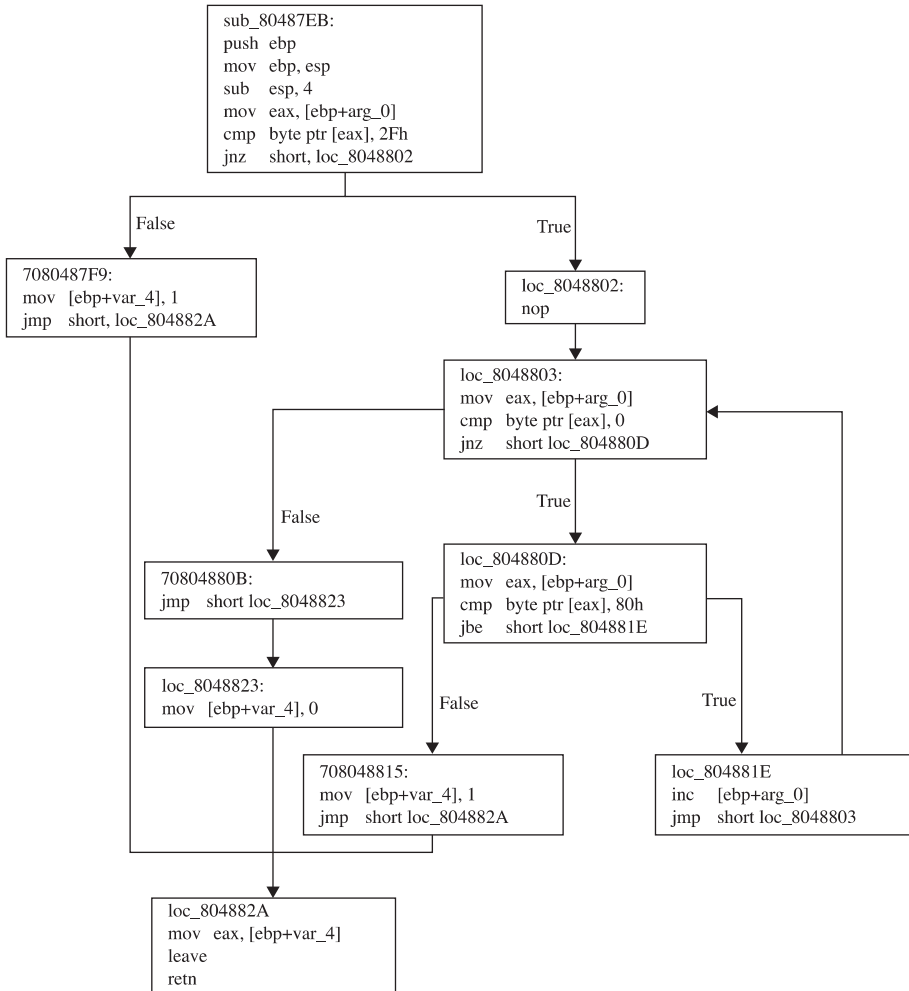 sub_80487EB:
push ebp
mov ebp, esp
sub esp, 4
mov eax, [ebp+arg_0]
cmp byte ptr [eax], 2Fh
jnz short, loc_8048802
False
True
7080487F9:
mov [ebp+var_4], 1
jmp short, loc_804882A
loc_8048802:
nop
loc_8048803:
mov eax, [ebp+arg_0]
cmp byte ptr [eax], 0
jnz short loc_804880D
False
True
70804880B:
jmp short loc_8048823
loc_804880D:
mov eax, [ebp+arg_0]
cmp byte ptr [eax], 80h
jbe short loc_804881E
loc_8048823:
mov [ebp+var_4], 0
False
True
708048815:
mov [ebp+var_4], 1
jmp short loc_804882A
loc_804881E
inc [ebp+arg_0]
jmp short loc_8048803
loc_804882A
mov eax, [ebp+var_4]
leave
retn